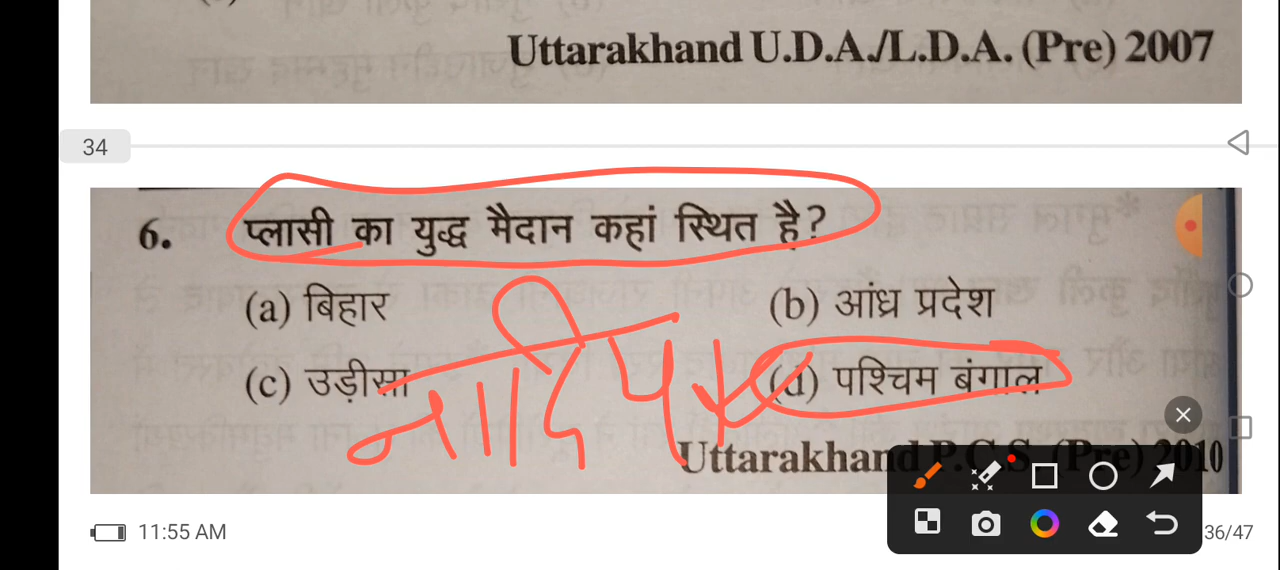 Uttarakhand U.D.A./L.D.A. (Pre) 2007
34
6. प्लासी का युद्ध मैदान कहां स्थित है?
(a) बिहार (b) आंध्र प्रदेश
(c) उड़ीसा (d) पश्चिम बंगाल
Uttarakhand P.C.S. (Pre) 2010
11:55 AM 36/47